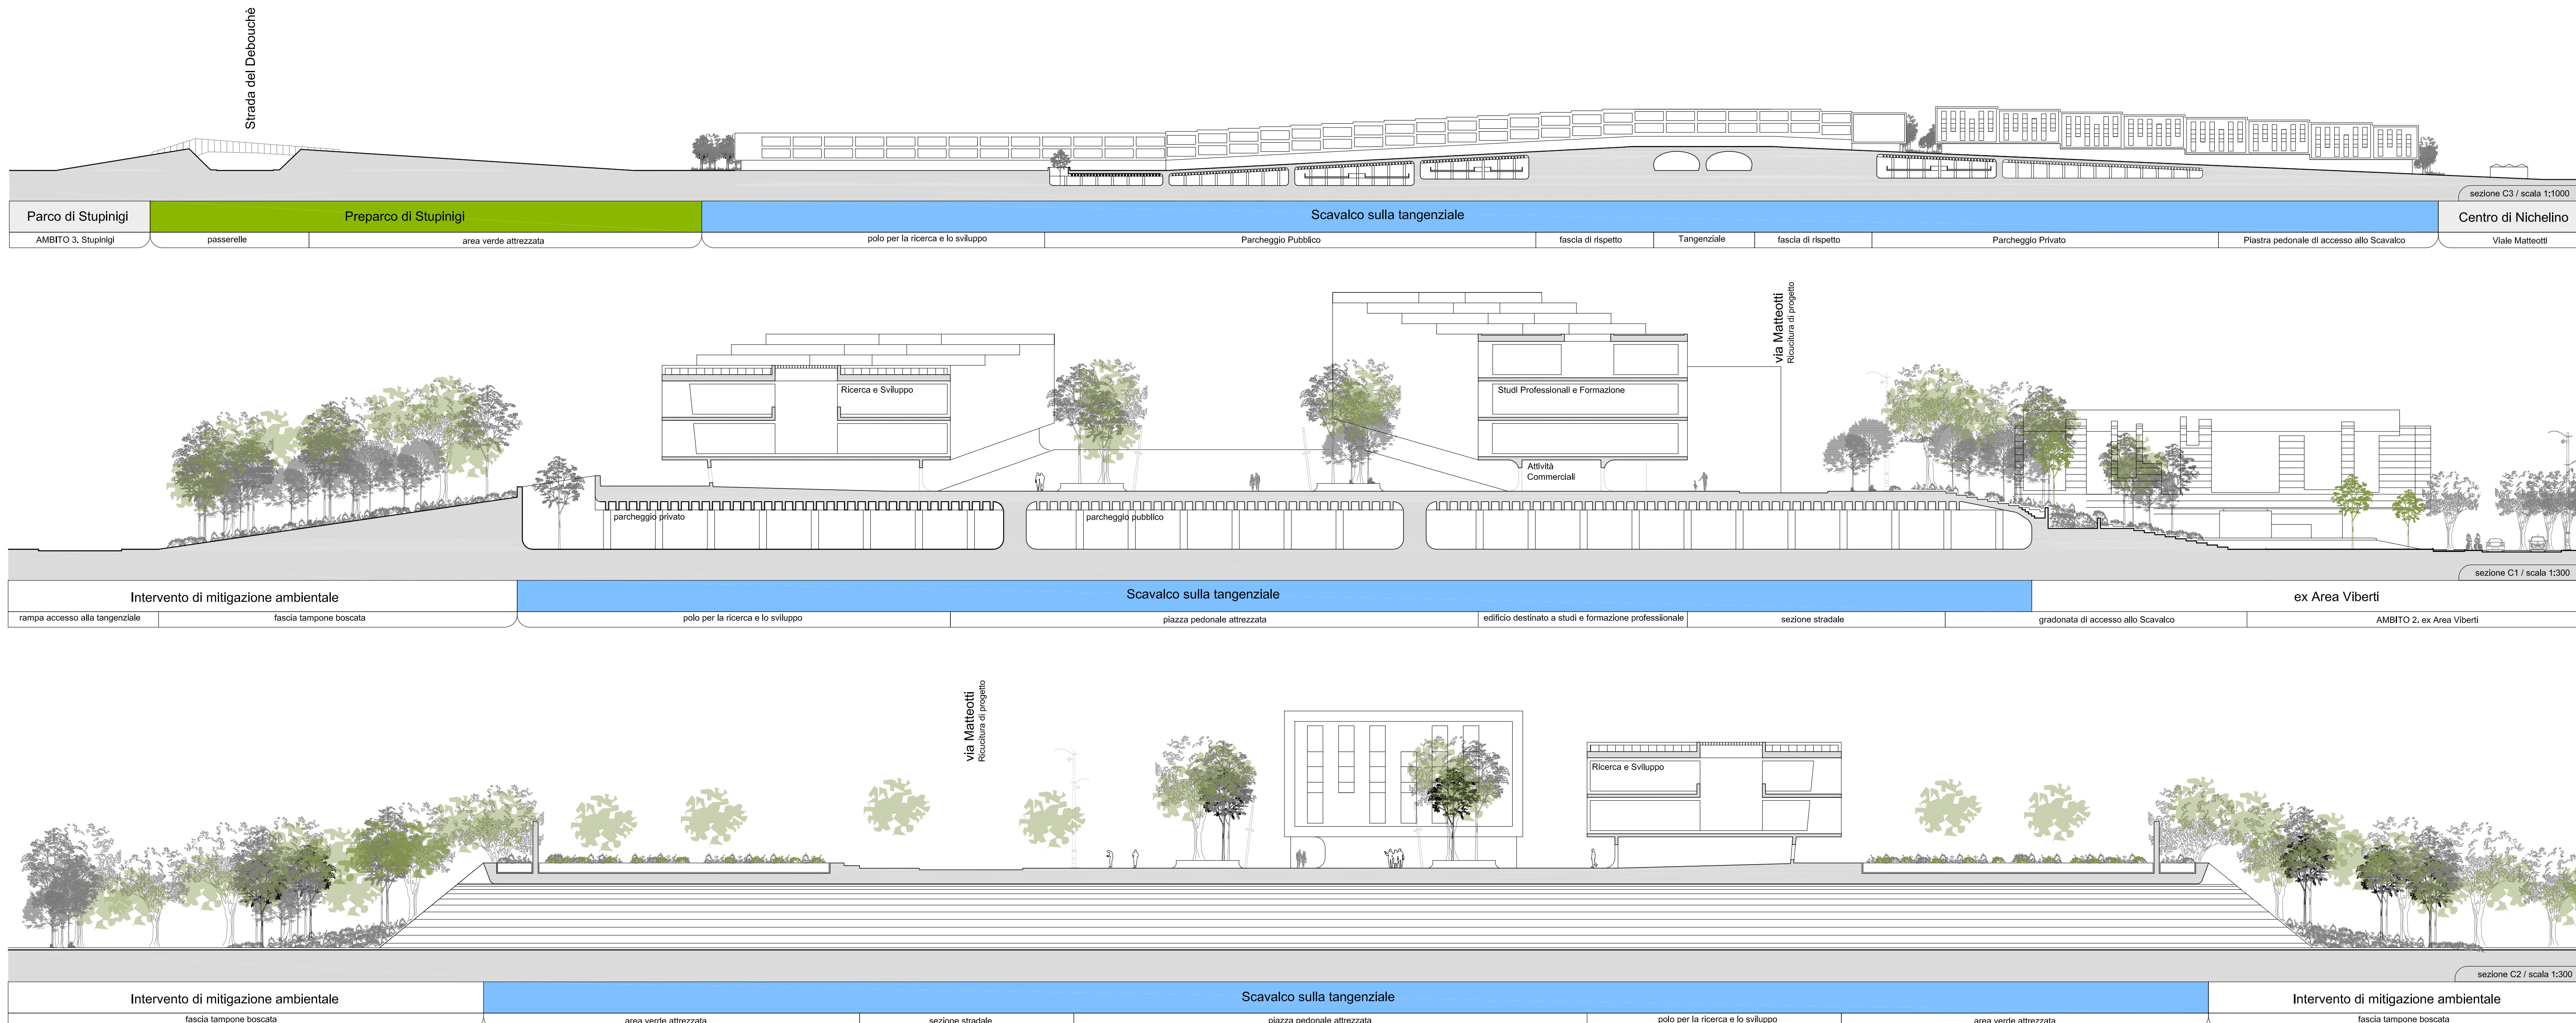 Strada del Debouchè
sezione C3 / scala 1:1000
Parco di Stupinigi
Preparco di Stupinigi
Scavalco sulla tangenziale
Centro di Nichelino
AMBITO 3. Stupinigi
passerelle
area verde attrezzata
polo per la ricerca e lo sviluppo
Parcheggio Pubblico
fascia di rispetto
Tangenziale
fascia di rispetto
Parcheggio Privato
Piastra pedonale di accesso allo Scavalco
Viale Matteotti
via Matteotti
Ricucitura di progetto
Ricerca e Sviluppo
Studi Professionali e Formazione
Attività
Commerciali
parcheggio privato
parcheggio pubblico
sezione C1 / scala 1:300
Intervento di mitigazione ambientale
Scavalco sulla tangenziale
ex Area Viberti
rampa accesso alla tangenziale
fascia tampone boscata
polo per la ricerca e lo sviluppo
piazza pedonale attrezzata
edificio destinato a studi e formazione professiionale
sezione stradale
gradonata di accesso allo Scavalco
AMBITO 2. ex Area Viberti
via Matteotti
Ricucitura di progetto
Ricerca e Sviluppo
sezione C2 / scala 1:300
Intervento di mitigazione ambientale
Scavalco sulla tangenziale
Intervento di mitigazione ambientale
fascia tampone boscata
area verde attrezzata
sezione stradale
piazza pedonale attrezzata
polo per la ricerca e lo sviluppo
area verde attrezzata
fascia tampone boscata